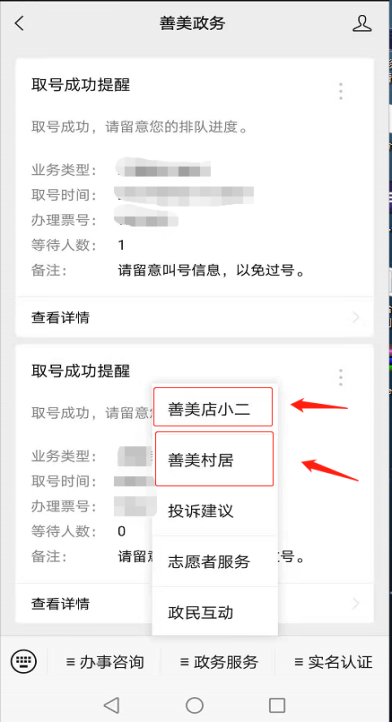 善美政务
取号成功提醒
取号成功，请留意您的排队进度。
业务类型：
取号时间：
办理票号：
等待人数： 1
备注： 请留意叫号信息，以免过号。
查看详情
取号成功提醒
取号成功，请留意
业务类型：
取号时间：
办理票号：
等待人数： 0
备注： 请留意 过号。
查看详情
善美店小二
善美村居
投诉建议
志愿者服务
政民互动
办事咨询 政务服务 实名认证